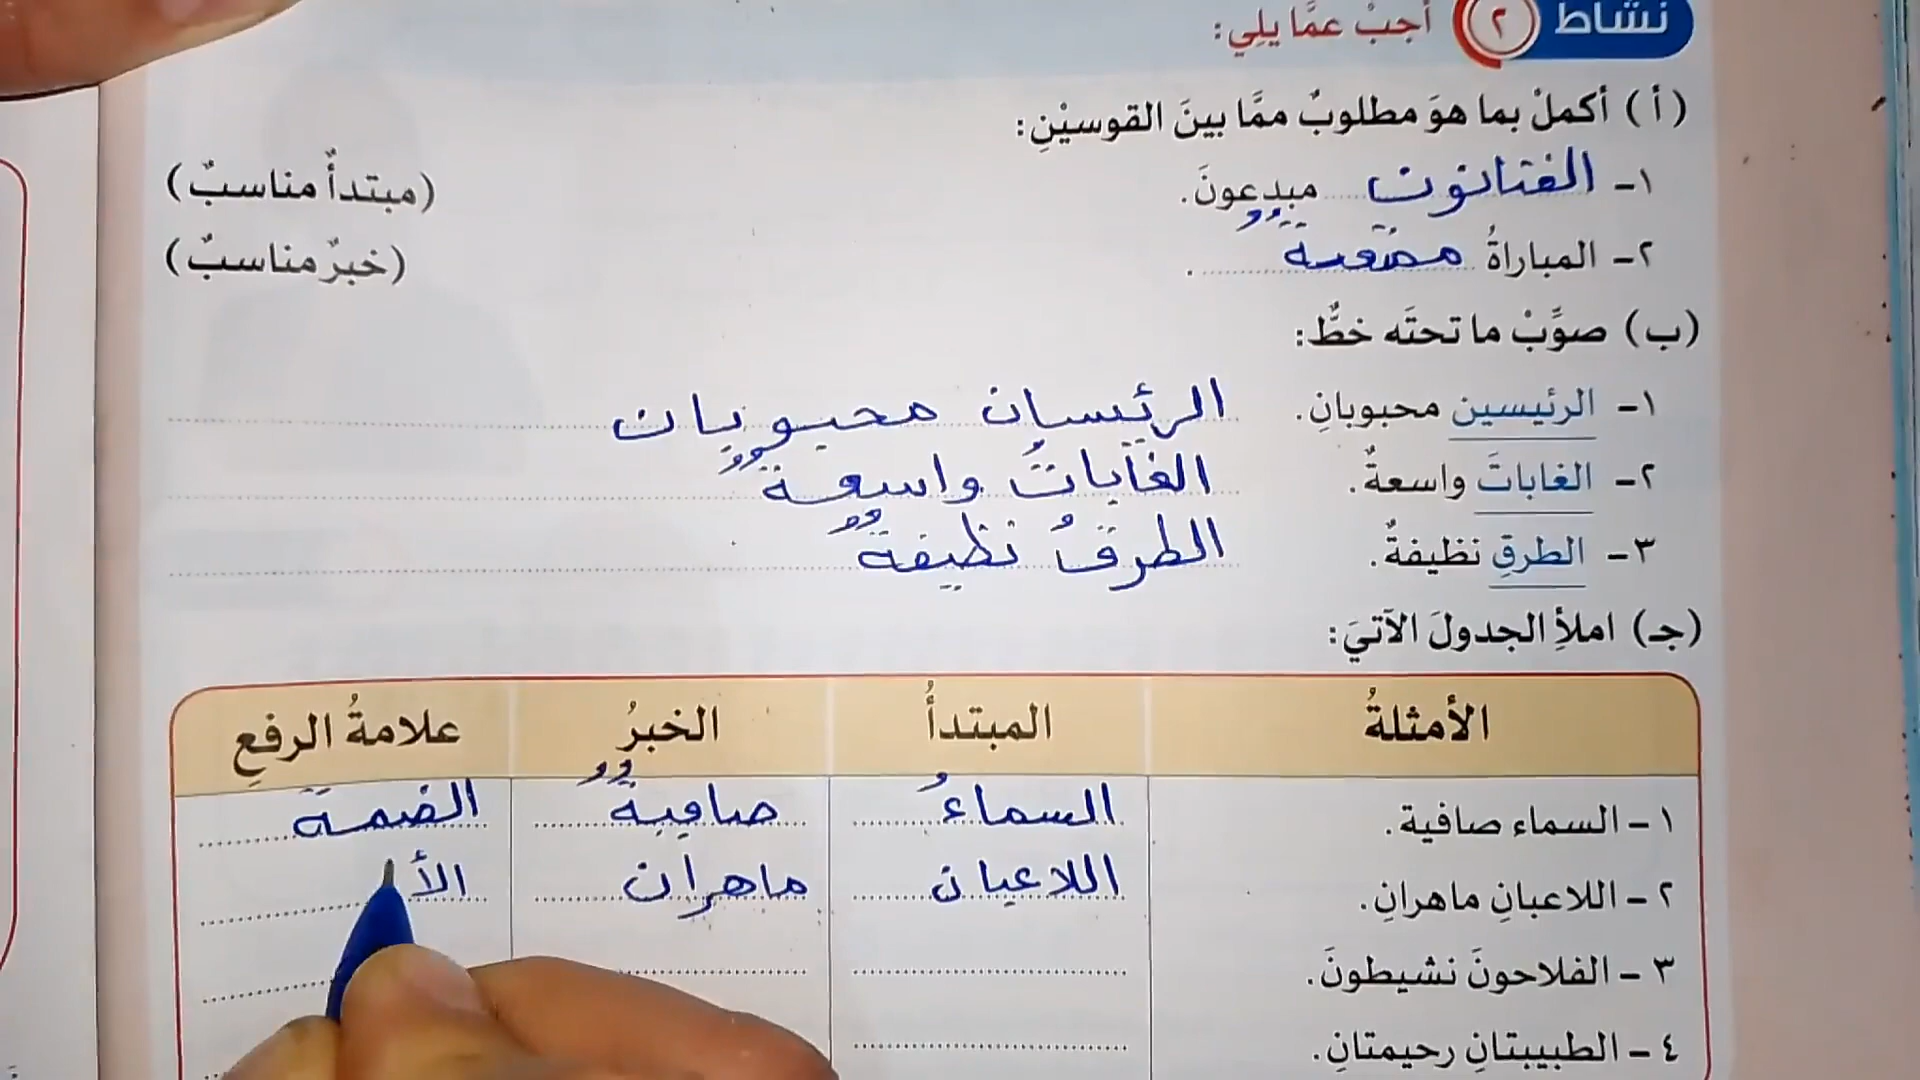 نشاط ٢ أجبْ عمَّا يلِي:
(أ) أكملْ بما هوَ مطلوبٌ ممَّا بينَ القوسيْنِ:
١- الفنانون مبدعونَ. (مبتدأٌ مناسبٌ)
٢- المباراةُ . (خبرٌ مناسبٌ)
(ب) صوِّبْ ما تحتَه خطٌّ:
١- الرئيسين محبوبانِ. الرئيسان محبوبان
٢- الغاباتَ واسعةٌ. الغاباتُ واسعةٌ
٣- الطرقِ نظيفةٌ. الطرقُ نظيفةٌ
(جـ) املأِ الجدولَ الآتيَ:
الأمثلةُ المبتدأُ الخبرُ علامةُ الرفعِ
١- السماء صافية. السماءُ صافيةٌ الضمة
٢- اللاعبانِ ماهرانِ. اللاعبان ماهران الأ
٣- الفلاحونَ نشيطونَ.
٤- الطبيبتانِ رحيمتانِ.